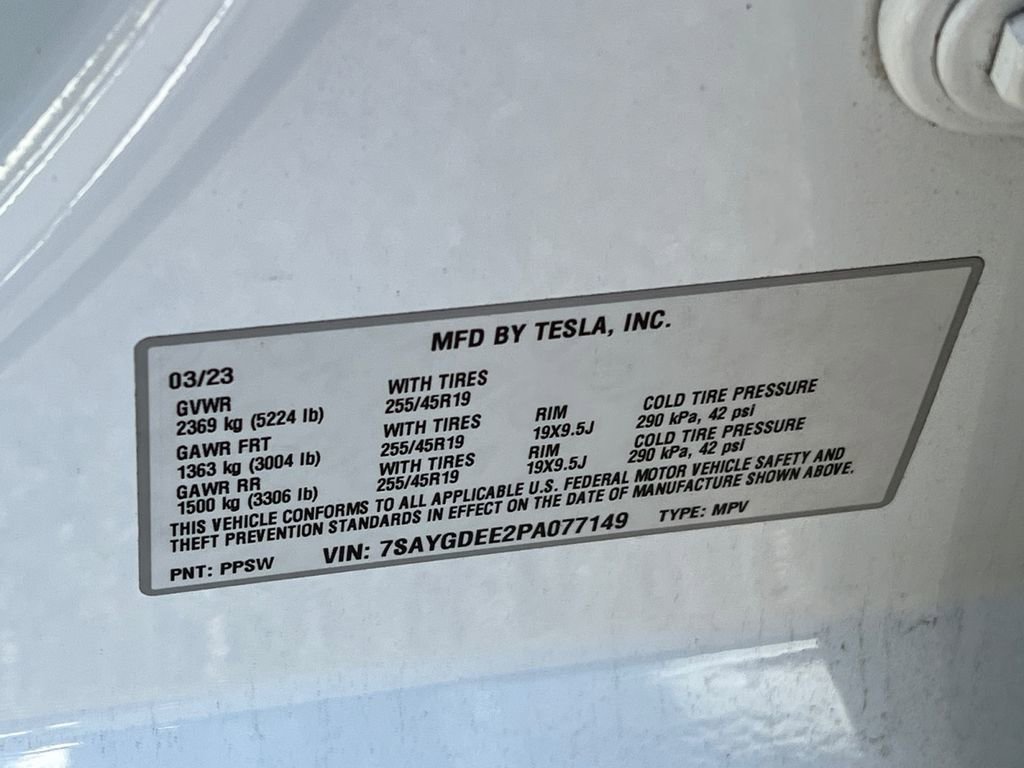 MFD BY TESLA, INC.
03/23
GVWR WITH TIRES
2369 kg (5224 lb) 255/45R19
GAWR FRT WITH TIRES RIM COLD TIRE PRESSURE
1363 kg (3004 lb) 255/45R19 19X9.5J 290 kPa, 42 psi
GAWR RR WITH TIRES RIM COLD TIRE PRESSURE
1500 kg (3306 lb) 255/45R19 19X9.5J 290 kPa, 42 psi
THIS VEHICLE CONFORMS TO ALL APPLICABLE U.S. FEDERAL MOTOR VEHICLE SAFETY AND
THEFT PREVENTION STANDARDS IN EFFECT ON THE DATE OF MANUFACTURE SHOWN ABOVE.
PNT: PPSW VIN: 7SAYGDEE2PA077149 TYPE: MPV